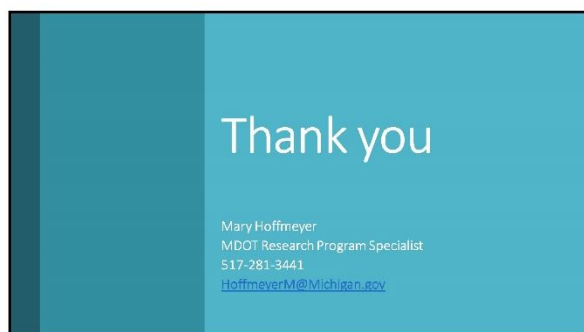 Thank you
Mary Hoffmeyer
MDOT Research Program Specialist
517-281-3441
HoffmeyerM@Michigan.gov